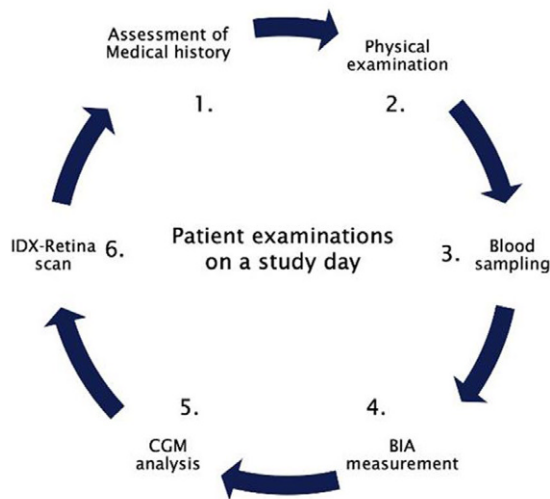 Assessment of
Medical history
1.
Physical
examination
2.
3.
Blood
sampling
4.
BIA
measurement
5.
CGM
analysis
6.
IDX-Retina
scan
Patient examinations
on a study day